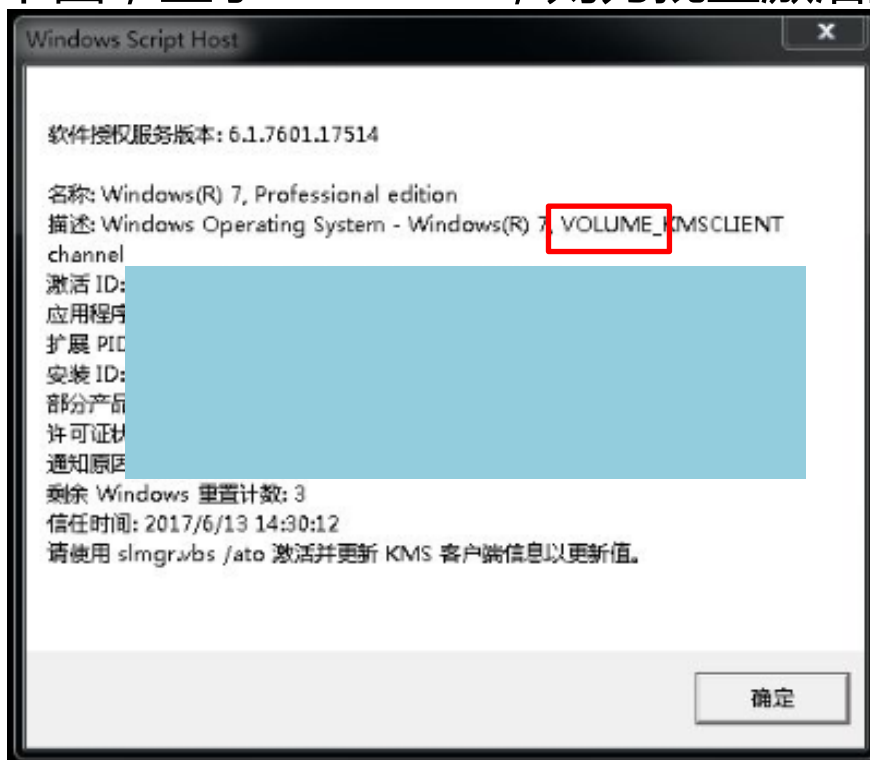 Windows Script Host
软件授权服务版本: 6.1.7601.17514
名称: Windows(R) 7, Professional edition
描述: Windows Operating System - Windows(R) 7, VOLUME_KMSCLIENT
channel
激活 ID:
应用程序
扩展 PID
安装 ID:
部分产品
许可证状
通知原因
剩余 Windows 重置计数: 3
信任时间: 2017/6/13 14:30:12
请使用 slmgr.vbs /ato 激活并更新 KMS 客户端信息以更新值。
确定